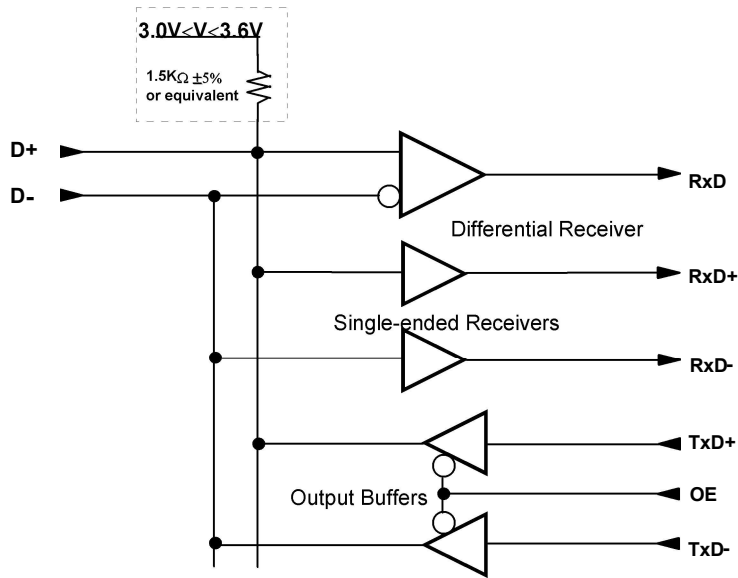 3.0V<V<3.6V
1.5KΩ ±5%
or equivalent
D+
D-
RxD
Differential Receiver
RxD+
Single-ended Receivers
RxD-
TxD+
Output Buffers
OE
TxD-